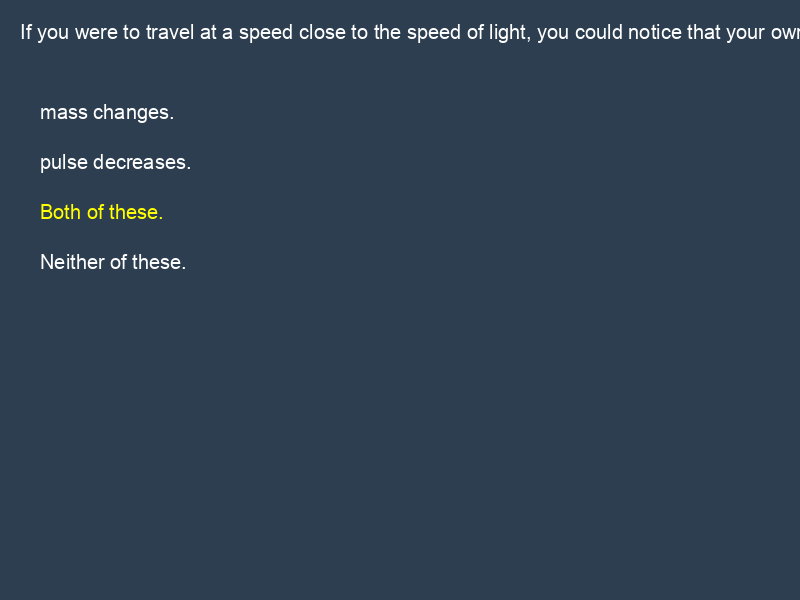 If you were to travel at a speed close to the speed of light, you could notice that your own
mass changes.
pulse decreases.
Both of these.
Neither of these.